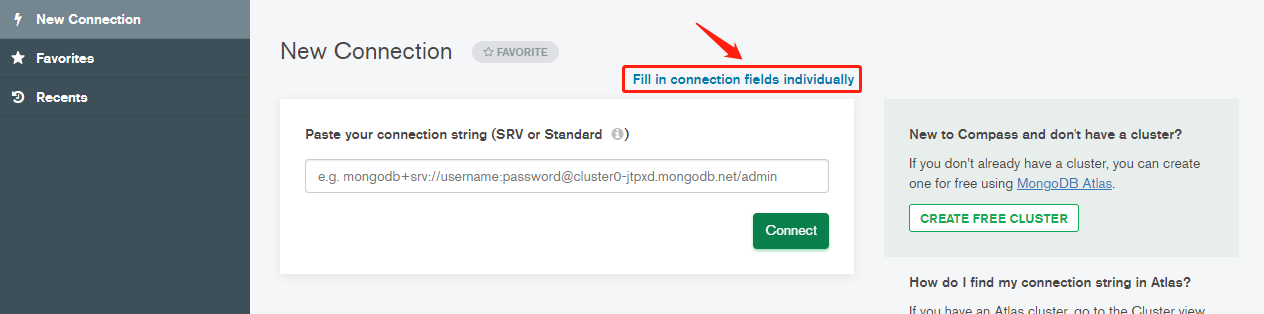 New Connection
Favorites
Recents
New Connection
FAVORITE
Fill in connection fields individually
Paste your connection string (SRV or Standard )
e.g. mongodb+srv://username:password@cluster0-jtpxd.mongodb.net/admin
Connect
New to Compass and don't have a cluster?
If you don't already have a cluster, you can create
one for free using MongoDB Atlas.
CREATE FREE CLUSTER
How do I find my connection string in Atlas?
If you have an Atlas cluster, go to the Cluster view.